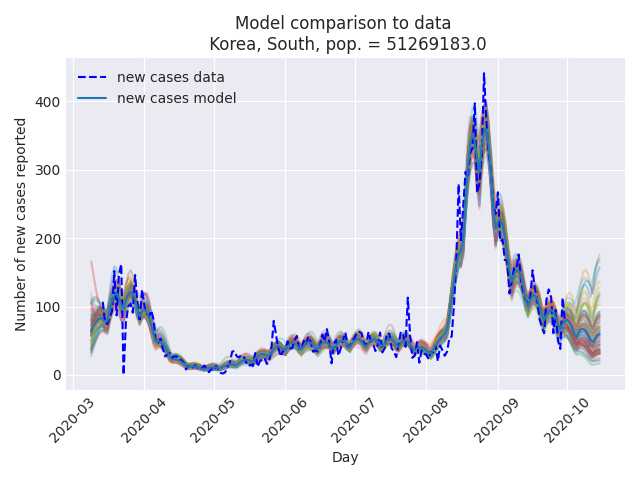 Model comparison to data
Korea, South, pop. = 51269183.0
new cases data
new cases model
Number of new cases reported
400
300
200
100
0
2020-03
2020-04
2020-05
2020-06
2020-07
2020-08
2020-09
2020-10
Day